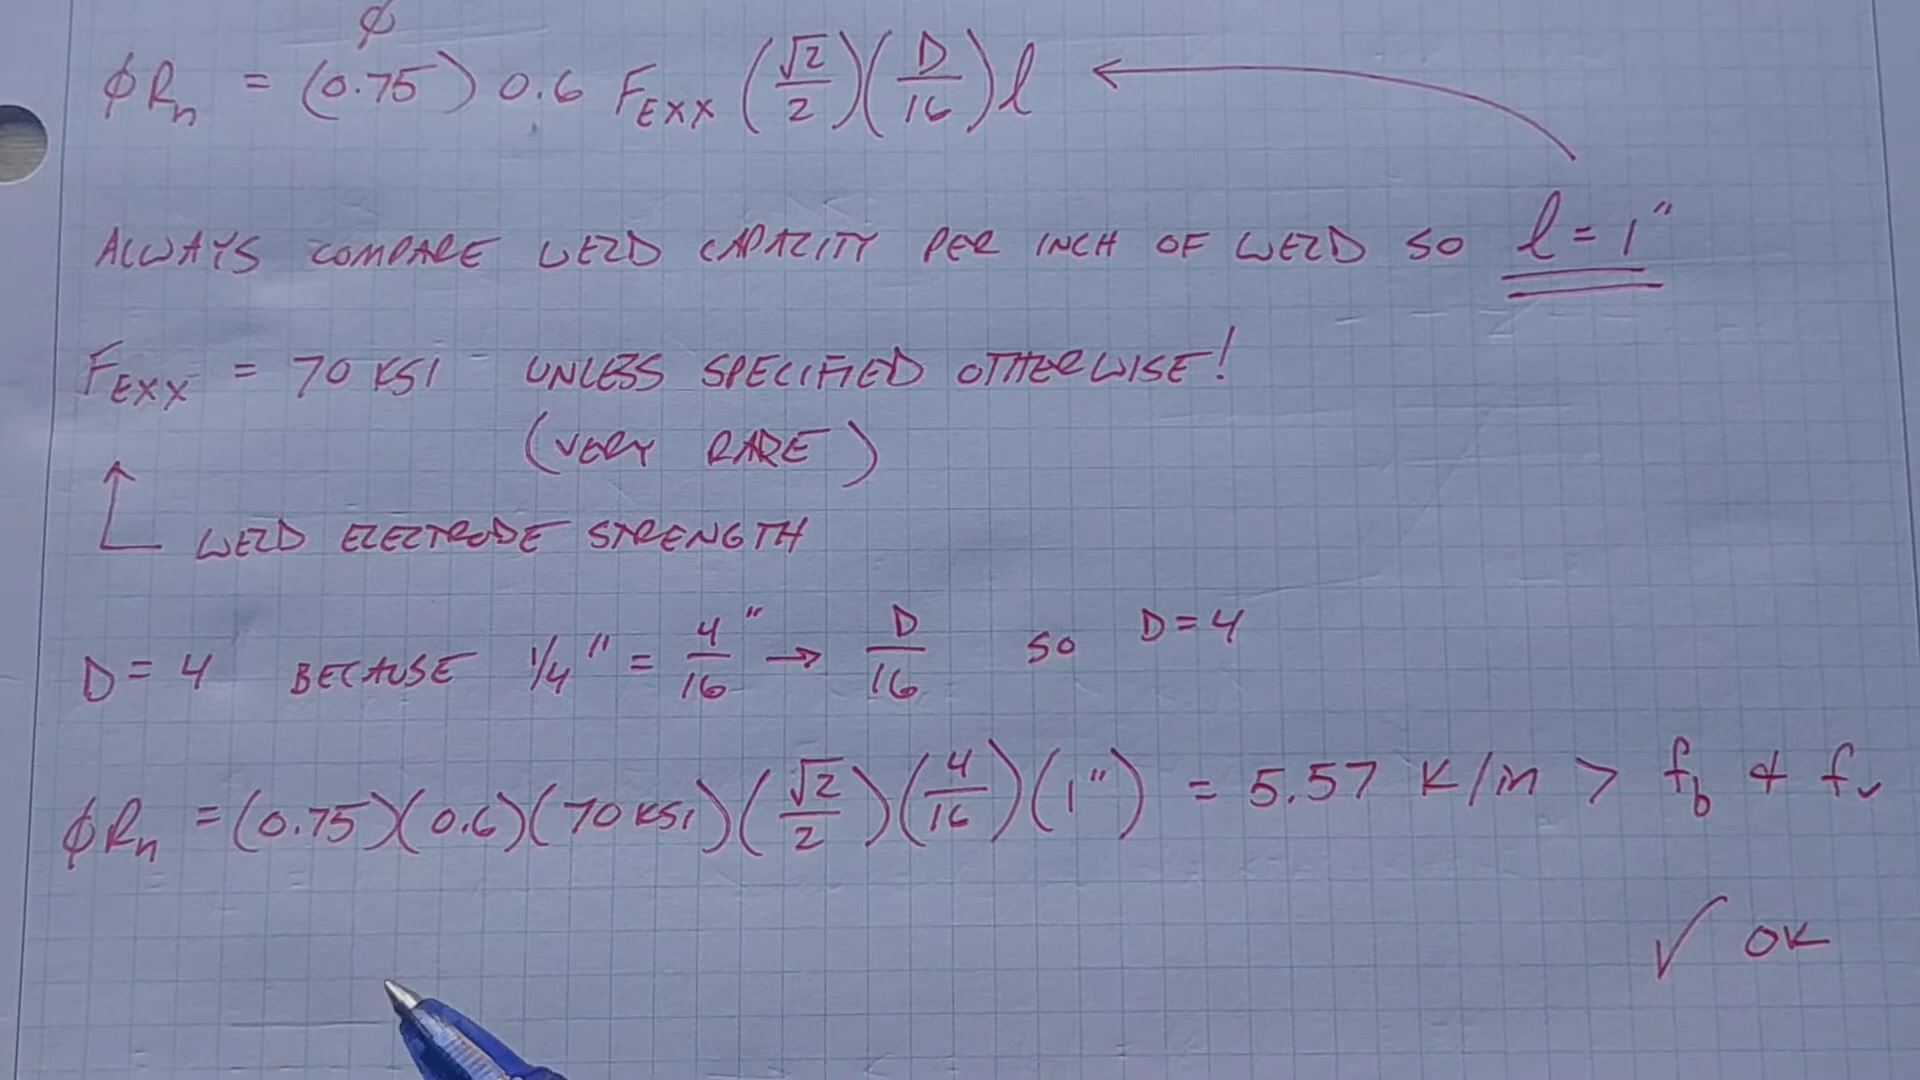 ϕ
ϕRn = (0.75) 0.6 FEXX (√2/2)(D/16) l
ALWAYS COMPARE WELD CAPACITY PER INCH OF WELD SO l = 1"
FEXX = 70 KSI UNLESS SPECIFIED OTHERWISE!
(VERY RARE)
WELD ELECTRODE STRENGTH
D = 4 BECAUSE 1/4" = 4/16" → D/16 SO D = 4
ϕRn = (0.75)(0.6)(70 KSI)(√2/2)(4/16)(1") = 5.57 K/in > fb & fv
✓ OK